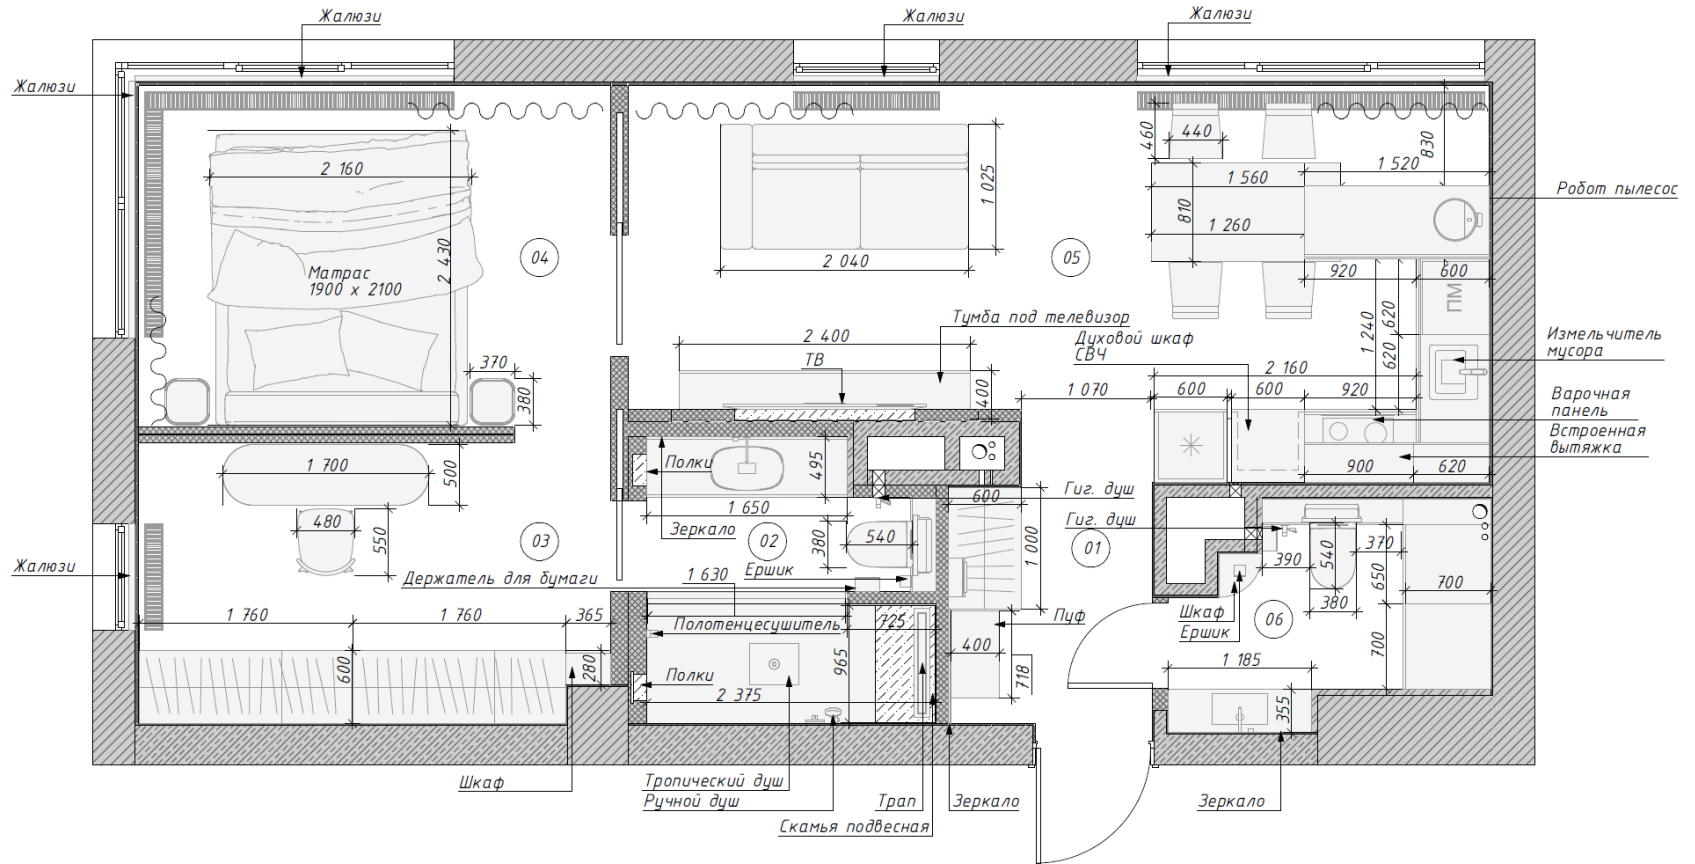 Жалюзи
Жалюзи
Жалюзи
Жалюзи
460
440
830
1 520
2 160
1 025
1 560
Робот пылесос
810
1 260
04
05
2 430
Матрас
1900 х 2100
2 040
920
600
ПМ
620
1 240
Тумба под телевизор
Духовой шкаф
СВЧ
Измельчитель
мусора
2 400
ТВ
370
380
400
1 070
620
2 160
600
600
920
Варочная
панель
Встроенная
вытяжка
1 700
500
Полки
495
900
620
480
550
1 650
Зеркало
600
Гиг. душ
Гиг. душ
03
02
380
540
1 000
01
390
540
370
650
700
Жалюзи
Держатель для бумаги
Ершик
1 630
380
Шкаф
Ершик
06
1 760
1 760
365
Полотенцесушитель
725
Пуф
400
718
700
600
280
Полки
965
2 375
1 185
355
Шкаф
Тропический душ
Ручной душ
Трап
Зеркало
Зеркало
Скамья подвесная